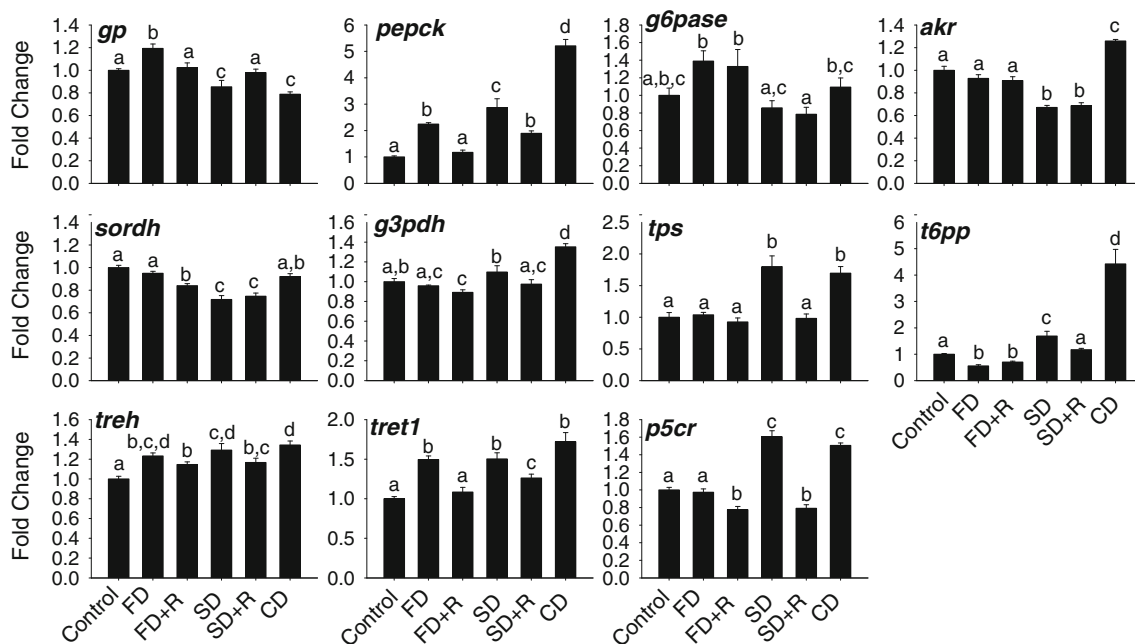 gp
pepck
g6pase
akr
Fold Change
1.4
1.2
1.0
0.8
0.6
0.4
0.2
0.0
a
b
a
c
a
c
6
5
4
3
2
1
0
a
b
a
c
b
d
1.8
1.6
1.4
1.2
1.0
0.8
0.6
0.4
0.2
0.0
a,b,c
b
b
a,c
a
b,c
1.4
1.2
1.0
0.8
0.6
0.4
0.2
0.0
a
a
a
b
b
c
sordh
g3pdh
tps
t6pp
Fold Change
1.4
1.2
1.0
0.8
0.6
0.4
0.2
0.0
a
a
b
c
c
a,b
1.6
1.4
1.2
1.0
0.8
0.6
0.4
0.2
0.0
a,b
a,c
c
b
a,c
d
2.5
2.0
1.5
1.0
0.5
0.0
a
a
a
b
a
b
6
5
4
3
2
1
0
a
b
b
c
a
d
Control
FD
FD+R
SD
SD+R
CD
treh
tret1
p5cr
Fold Change
1.6
1.4
1.2
1.0
0.8
0.6
0.4
0.2
0.0
a
b,c,d
b
c,d
b,c
d
2.0
1.5
1.0
0.5
0.0
a
b
a
b
c
b
1.8
1.6
1.4
1.2
1.0
0.8
0.6
0.4
0.2
0.0
a
a
b
c
b
c
Control
FD
FD+R
SD
SD+R
CD
Control
FD
FD+R
SD
SD+R
CD
Control
FD
FD+R
SD
SD+R
CD